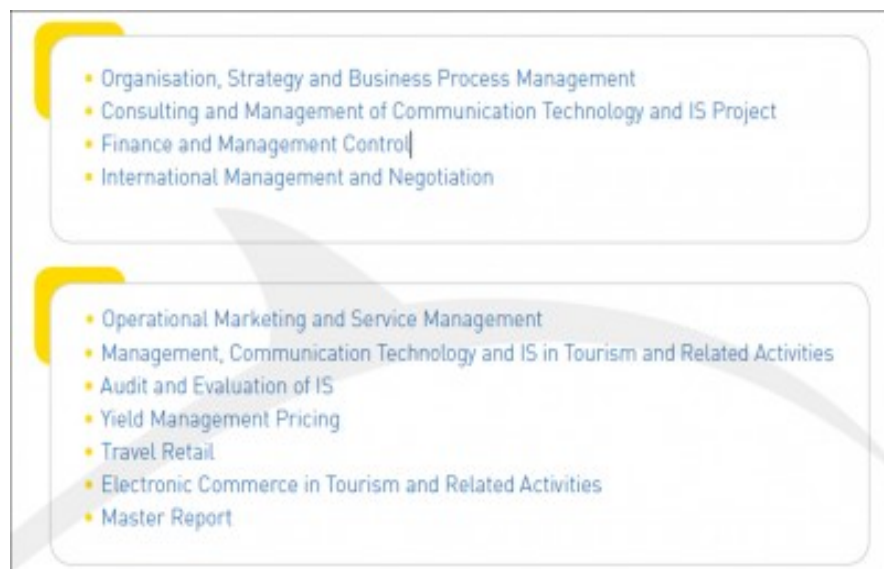 • Organisation, Strategy and Business Process Management
• Consulting and Management of Communication Technology and IS Project
• Finance and Management Control
• International Management and Negotiation
• Operational Marketing and Service Management
• Management, Communication Technology and IS in Tourism and Related Activities
• Audit and Evaluation of IS
• Yield Management Pricing
• Travel Retail
• Electronic Commerce in Tourism and Related Activities
• Master Report